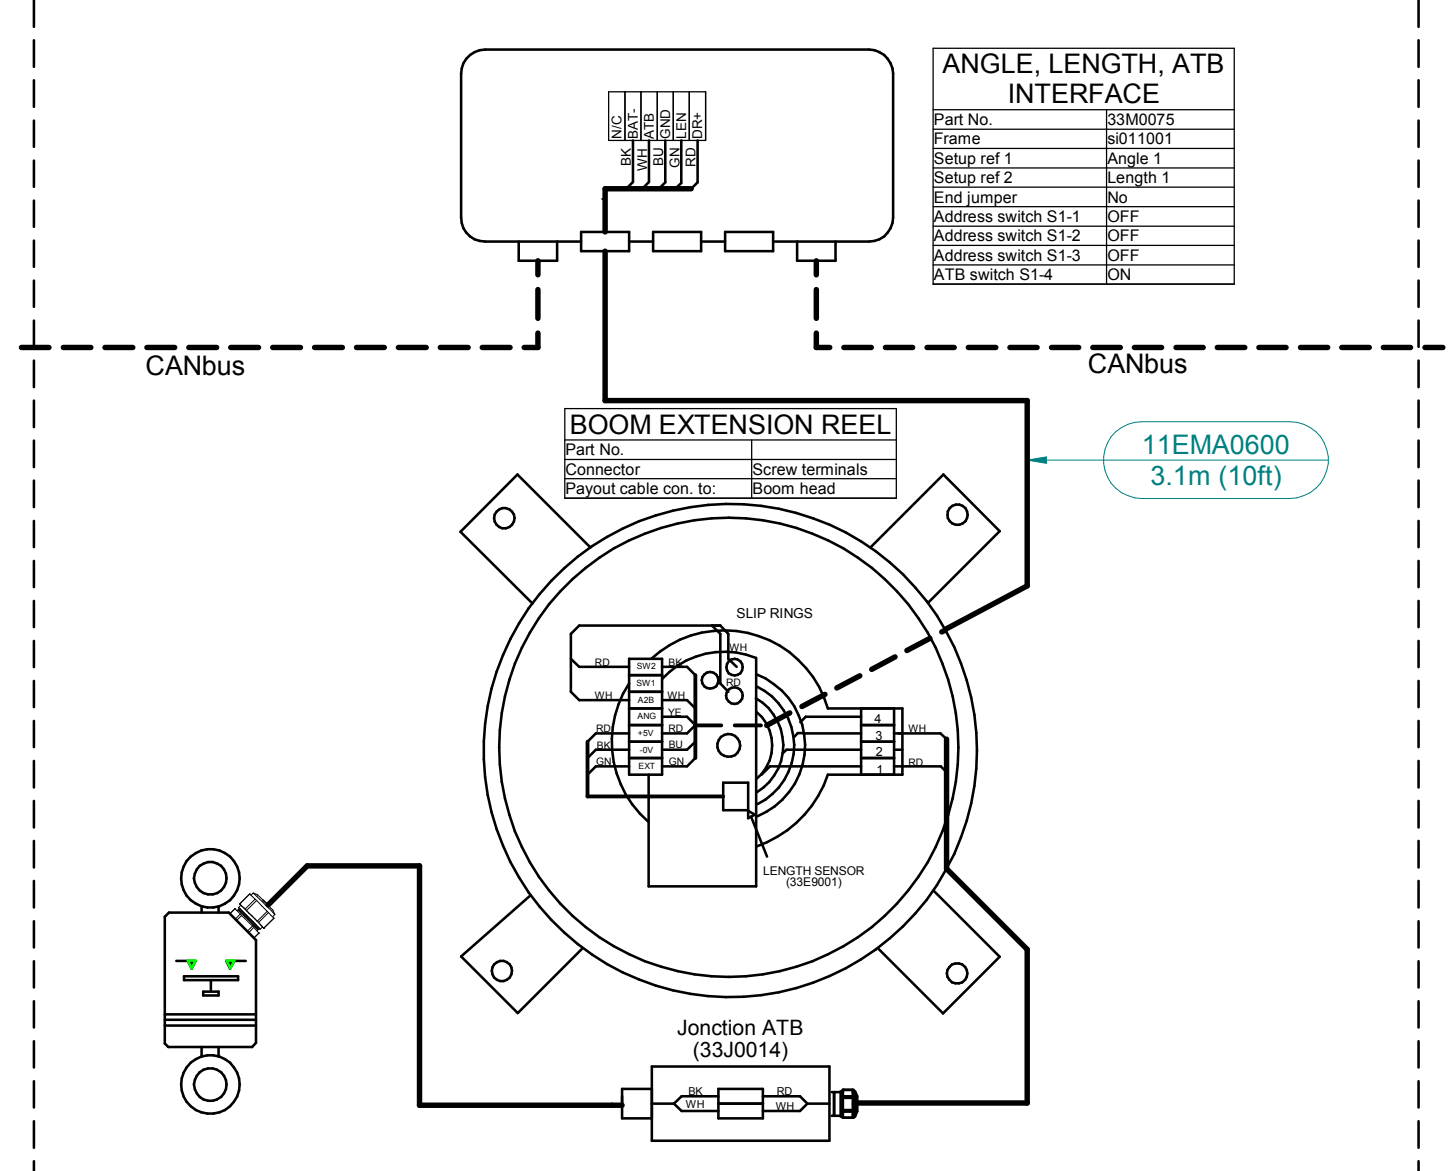 ANGLE, LENGTH, ATB
INTERFACE
Part No. 33M0075
Frame si011001
Setup ref 1 Angle 1
Setup ref 2 Length 1
End jumper No
Address switch S1-1 OFF
Address switch S1-2 OFF
Address switch S1-3 OFF
ATB switch S1-4 ON
N/C
BAT-
ATB
GND
LEN
DR+
BK
WH
BU
GN
RD
CANbus
CANbus
BOOM EXTENSION REEL
Part No.
Connector Screw terminals
Payout cable con. to: Boom head
11EMA0600
3.1m (10ft)
SLIP RINGS
WH
RD
RD SW2 BK
SW1
WH A2B WH
ANG YE
RD +5V RD
BK -0V BU
GN EXT GN
4
3 WH
2
1 RD
LENGTH SENSOR
(33E9001)
Jonction ATB
(33J0014)
BK RD
WH WH